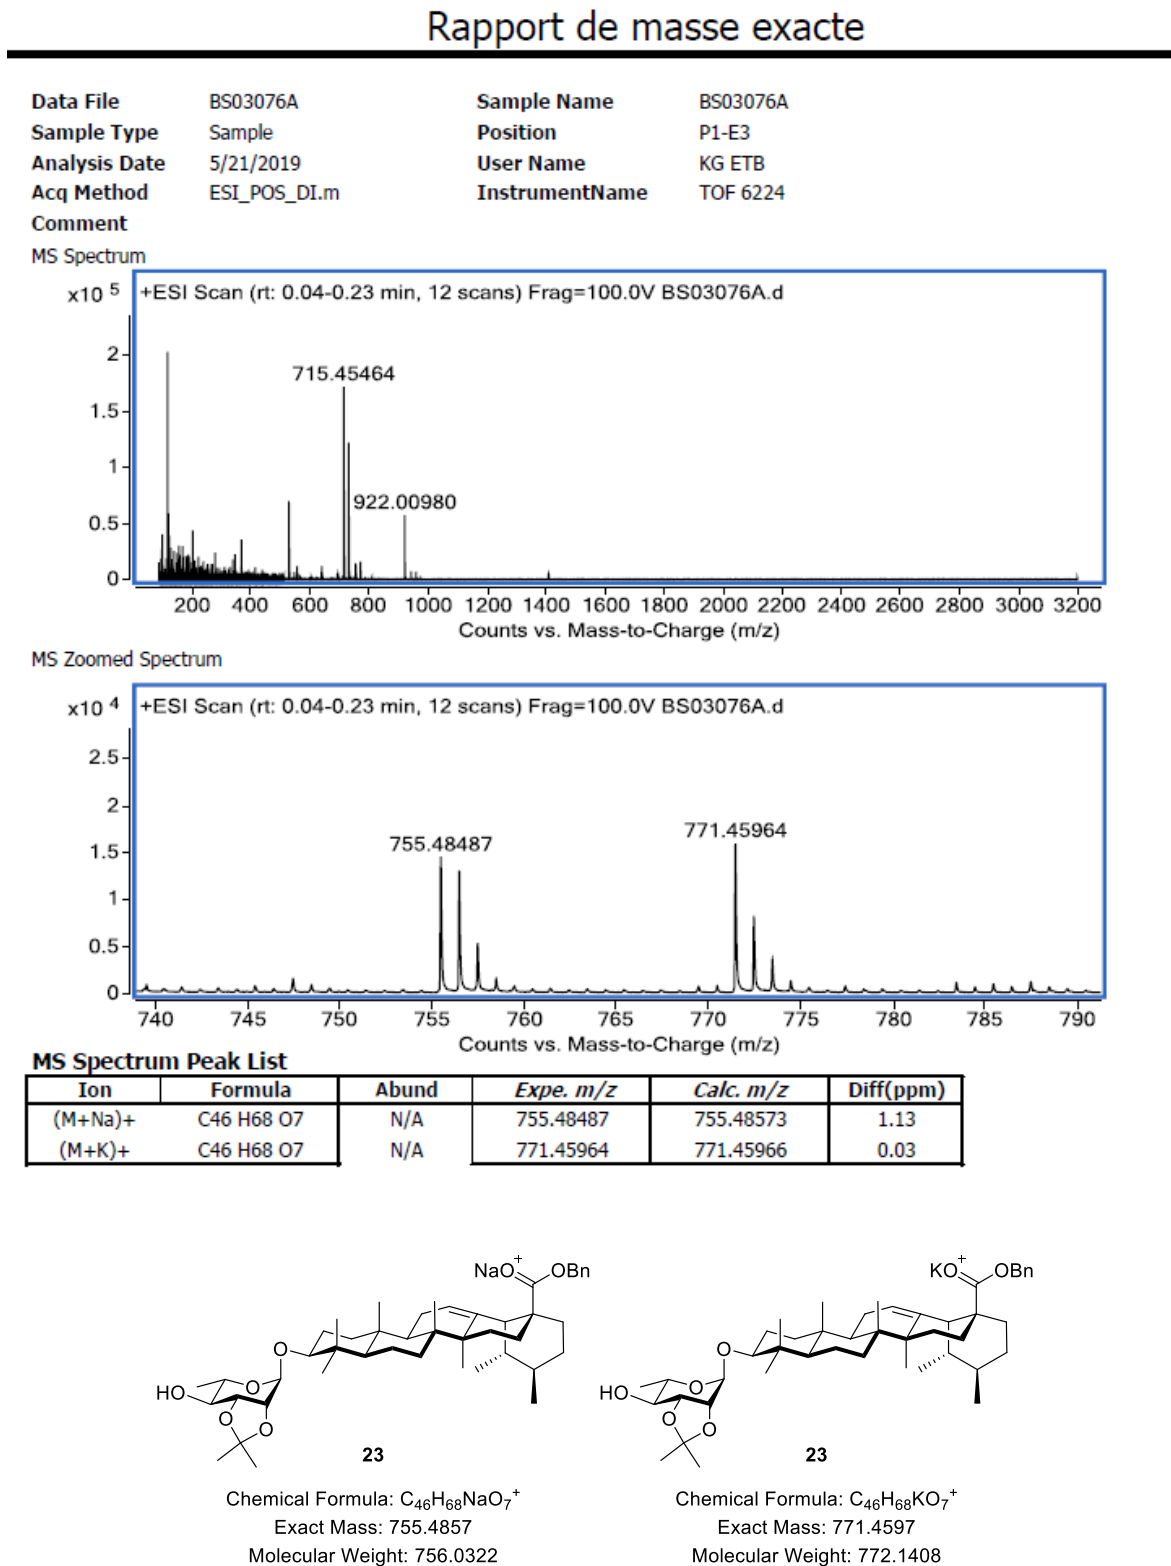 Rapport de masse exacte
Data File BS03076A Sample Name BS03076A
Sample Type Sample Position P1-E3
Analysis Date 5/21/2019 User Name KG ETB
Acq Method ESI_POS_DI.m InstrumentName TOF 6224
Comment
MS Spectrum
x10 5 +ESI Scan (rt: 0.04-0.23 min, 12 scans) Frag=100.0V BS03076A.d
2
715.45464
1.5
1
922.00980
0.5
0
200 400 600 800 1000 1200 1400 1600 1800 2000 2200 2400 2600 2800 3000 3200
Counts vs. Mass-to-Charge (m/z)
MS Zoomed Spectrum
x10 4 +ESI Scan (rt: 0.04-0.23 min, 12 scans) Frag=100.0V BS03076A.d
2.5
2
771.45964
755.48487
1.5
1
0.5
0
740 745 750 755 760 765 770 775 780 785 790
Counts vs. Mass-to-Charge (m/z)
MS Spectrum Peak List
Ion Formula Abund Expe. m/z Calc. m/z Diff(ppm)
(M+Na)+ C46 H68 O7 N/A 755.48487 755.48573 1.13
(M+K)+ C46 H68 O7 N/A 771.45964 771.45966 0.03
NaO+ OBn KO+ OBn
O O
HO O HO O
O O O O
23 23
Chemical Formula: C46H68NaO7+ Chemical Formula: C46H68KO7+
Exact Mass: 755.4857 Exact Mass: 771.4597
Molecular Weight: 756.0322 Molecular Weight: 772.1408